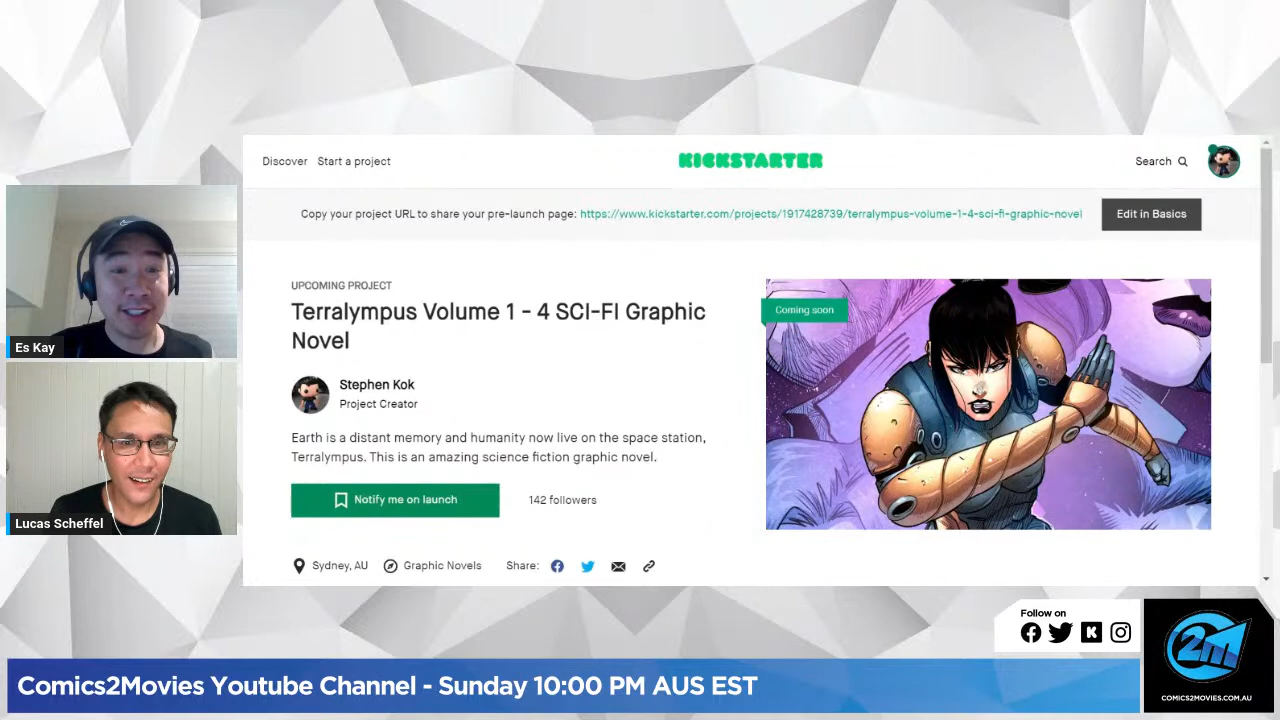 Discover Start a project
KICKSTARTER
Search
Copy your project URL to share your pre-launch page: https://www.kickstarter.com/projects/1917428739/terralympus-volume-1-4-sci-fi-graphic-novel
Edit in Basics
UPCOMING PROJECT
Terralympus Volume 1 - 4 SCI-FI Graphic
Novel
Stephen Kok
Project Creator
Earth is a distant memory and humanity now live on the space station,
Terralympus. This is an amazing science fiction graphic novel.
Notify me on launch
142 followers
Sydney, AU
Graphic Novels
Share:
Coming soon
Es Kay
Lucas Scheffel
Follow on
2M
COMICS2MOVIES.COM.AU
Comics2Movies Youtube Channel - Sunday 10:00 PM AUS EST